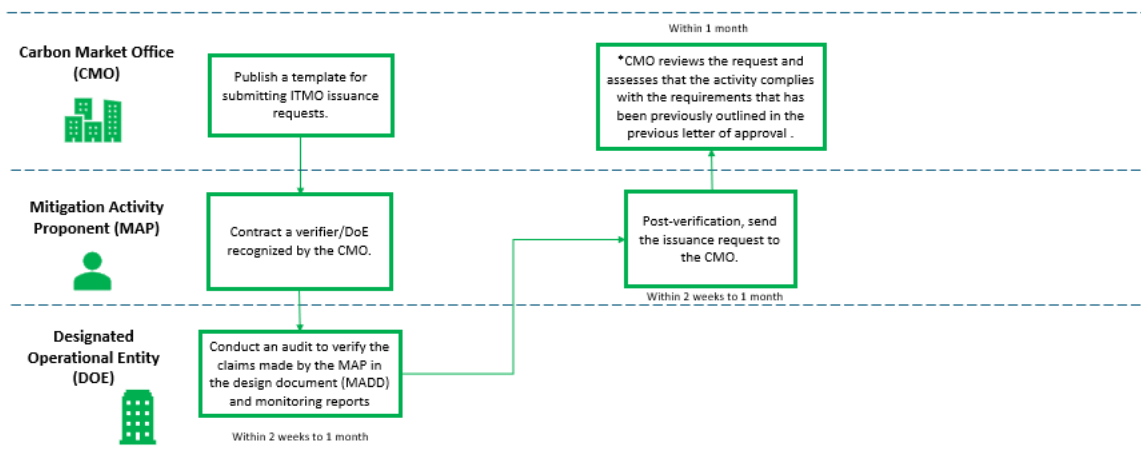 Within 1 month
Carbon Market Office
(CMO)
Publish a template for
submitting ITMO issuance
requests.
*CMO reviews the request and
assesses that the activity complies
with the requirements that has
been previously outlined in the
previous letter of approval .
Mitigation Activity
Proponent (MAP)
Contract a verifier/DoE
recognized by the CMO.
Post-verification, send
the issuance request to
the CMO.
Within 2 weeks to 1 month
Designated
Operational Entity
(DOE)
Conduct an audit to verify the
claims made by the MAP in
the design document (MADD)
and monitoring reports
Within 2 weeks to 1 month